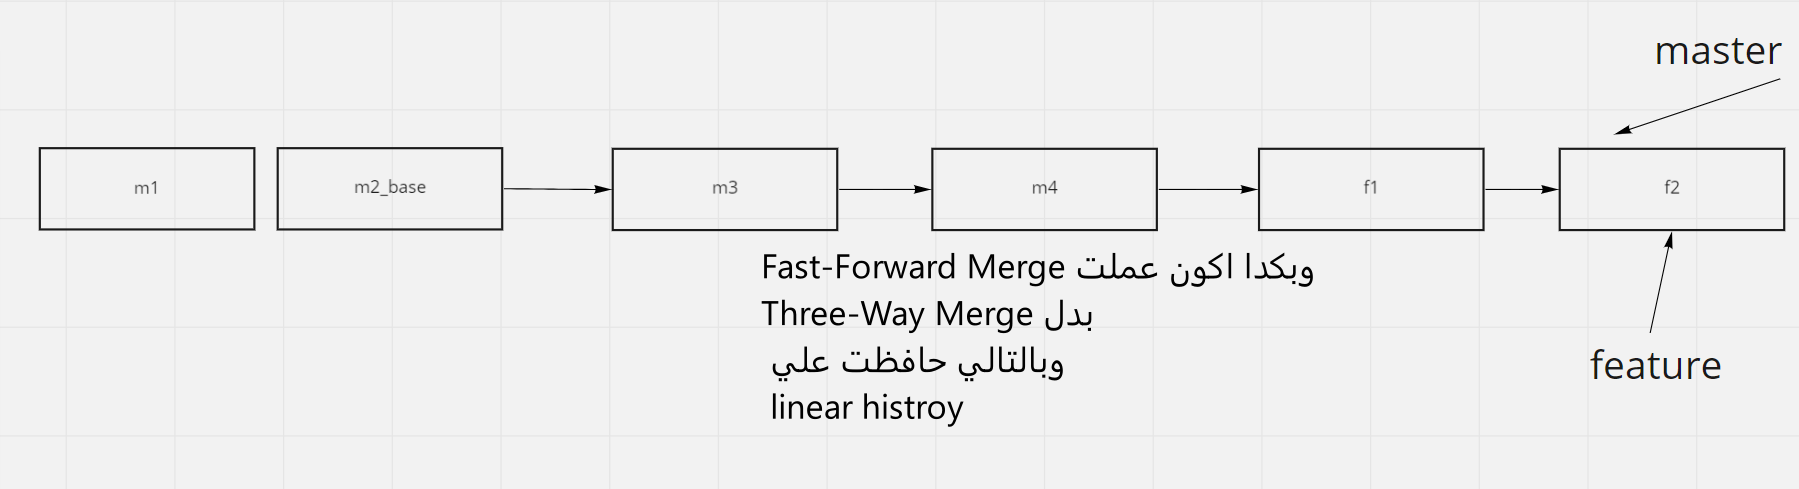 master
m1
m2_base
m3
m4
f1
f2
وبكدا اكون عملت Fast-Forward Merge
بدل Three-Way Merge
وبالتالي حافظت علي
linear histroy
feature